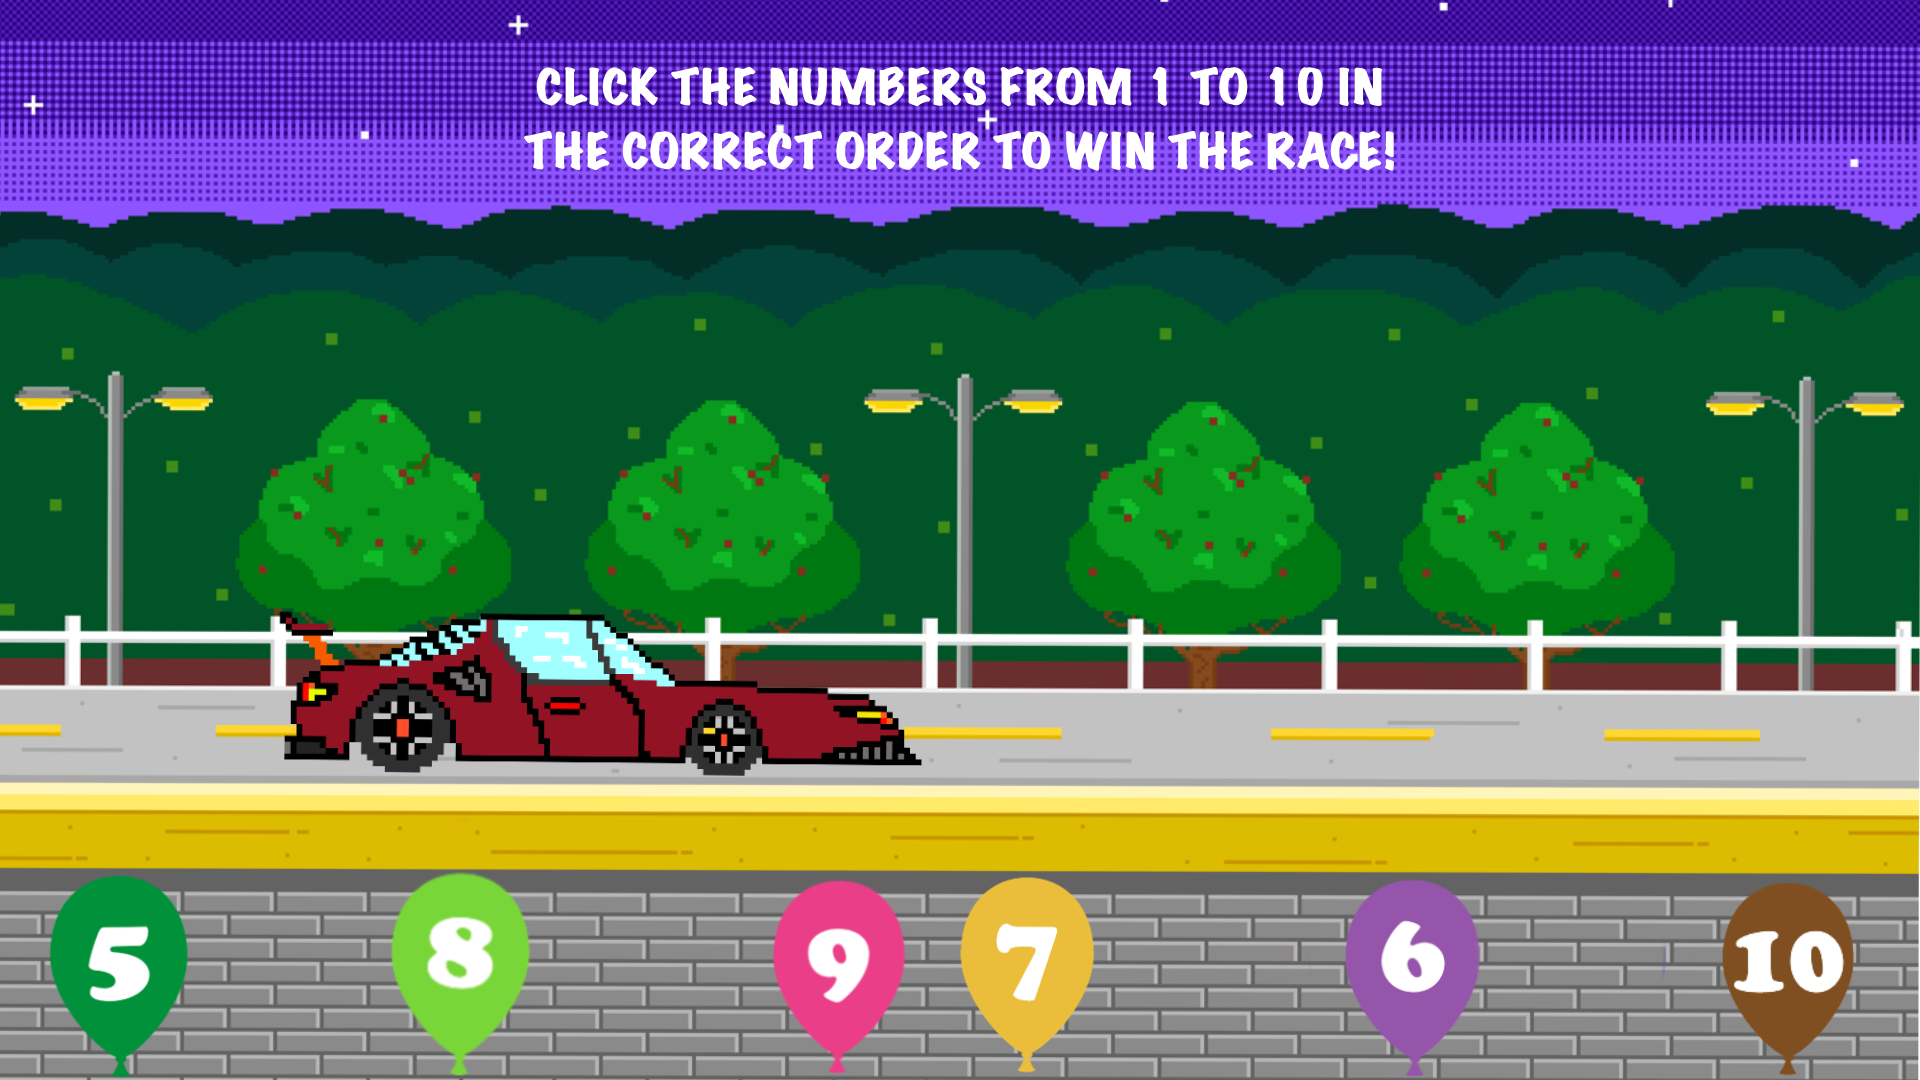 CLICK THE NUMBERS FROM 1 TO 10 IN
THE CORRECT ORDER TO WIN THE RACE!
5 8 9 7 6 10